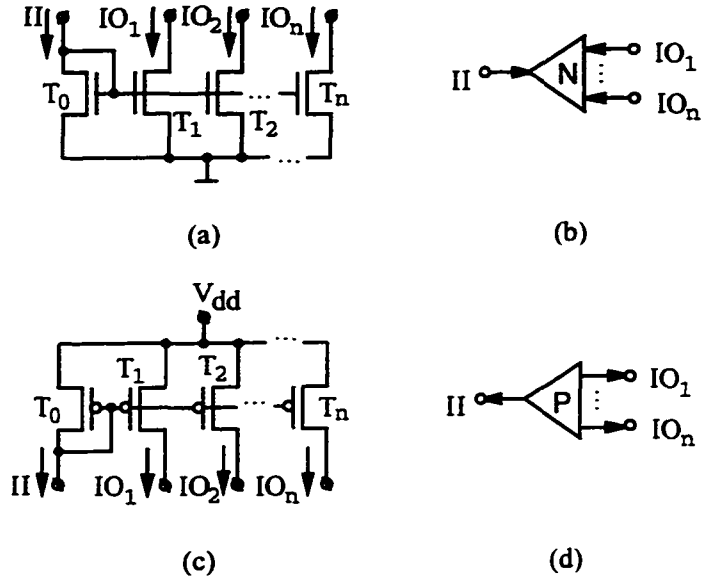 II IO1 IO2 IOn
T0 T1 T2 ... Tn
...
(a)
II N IO1
...
IOn
(b)
Vdd
...
T0 T1 T2 ... Tn
II IO1 IO2 IOn
(c)
II P IO1
...
IOn
(d)